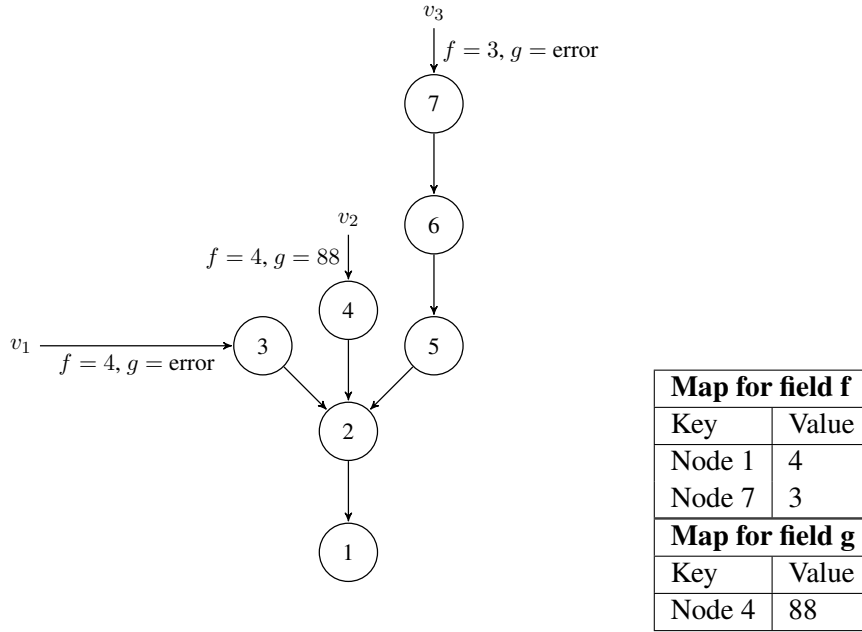 v₃
f = 3, g = error
7
6
v₂
f = 4, g = 88
4
v₁
f = 4, g = error
3
5
2
1
Map for field f
Key Value
Node 1 4
Node 7 3
Map for field g
Key Value
Node 4 88